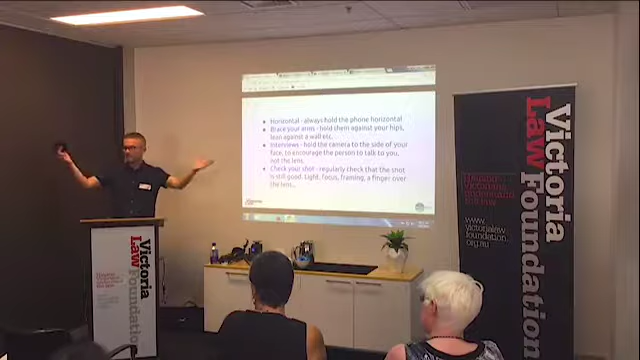 • Horizontal - always hold the phone horizontal
• Brace your arms - hold them against your hips,
lean against a wall etc.
• Interviews - hold the camera to the side of your
face, to encourage the person to talk to you,
not the lens.
• Check your shot - regularly check that the shot
is still good. Light, focus, framing, a finger over
the lens...
Victoria
Law Foundation
www.
victorialaw
foundation.
org.au
Victoria
Law Foundation